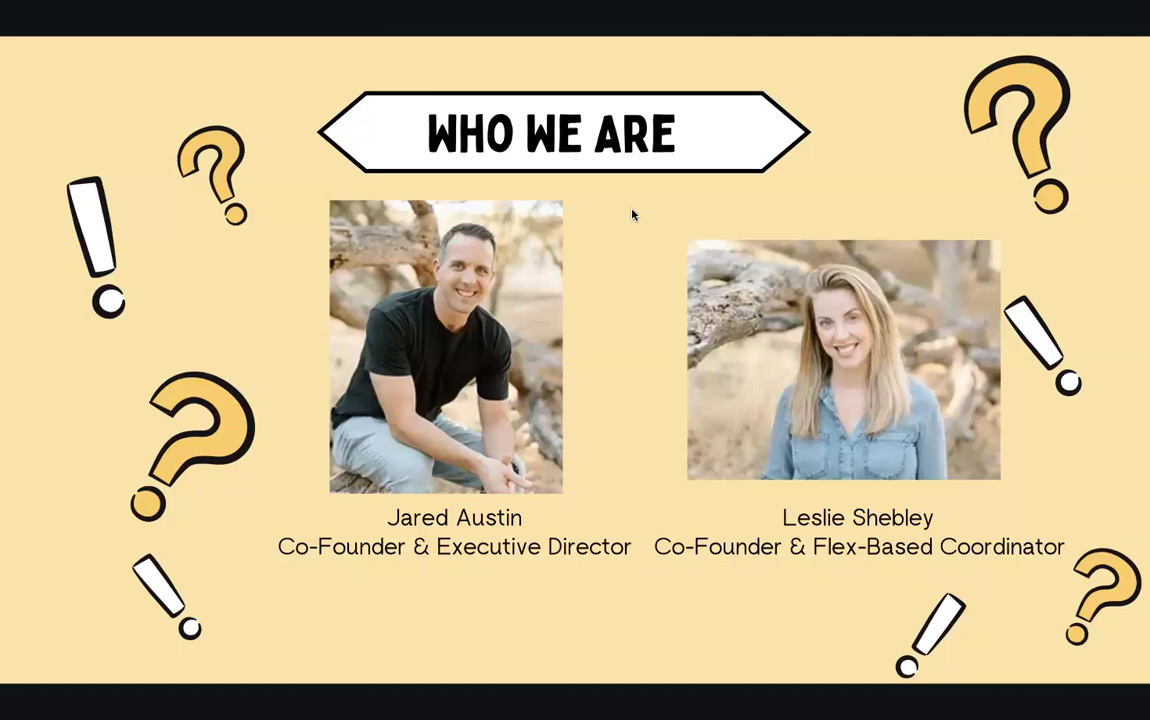 WHO WE ARE
Jared Austin
Co-Founder & Executive Director
Leslie Shebley
Co-Founder & Flex-Based Coordinator